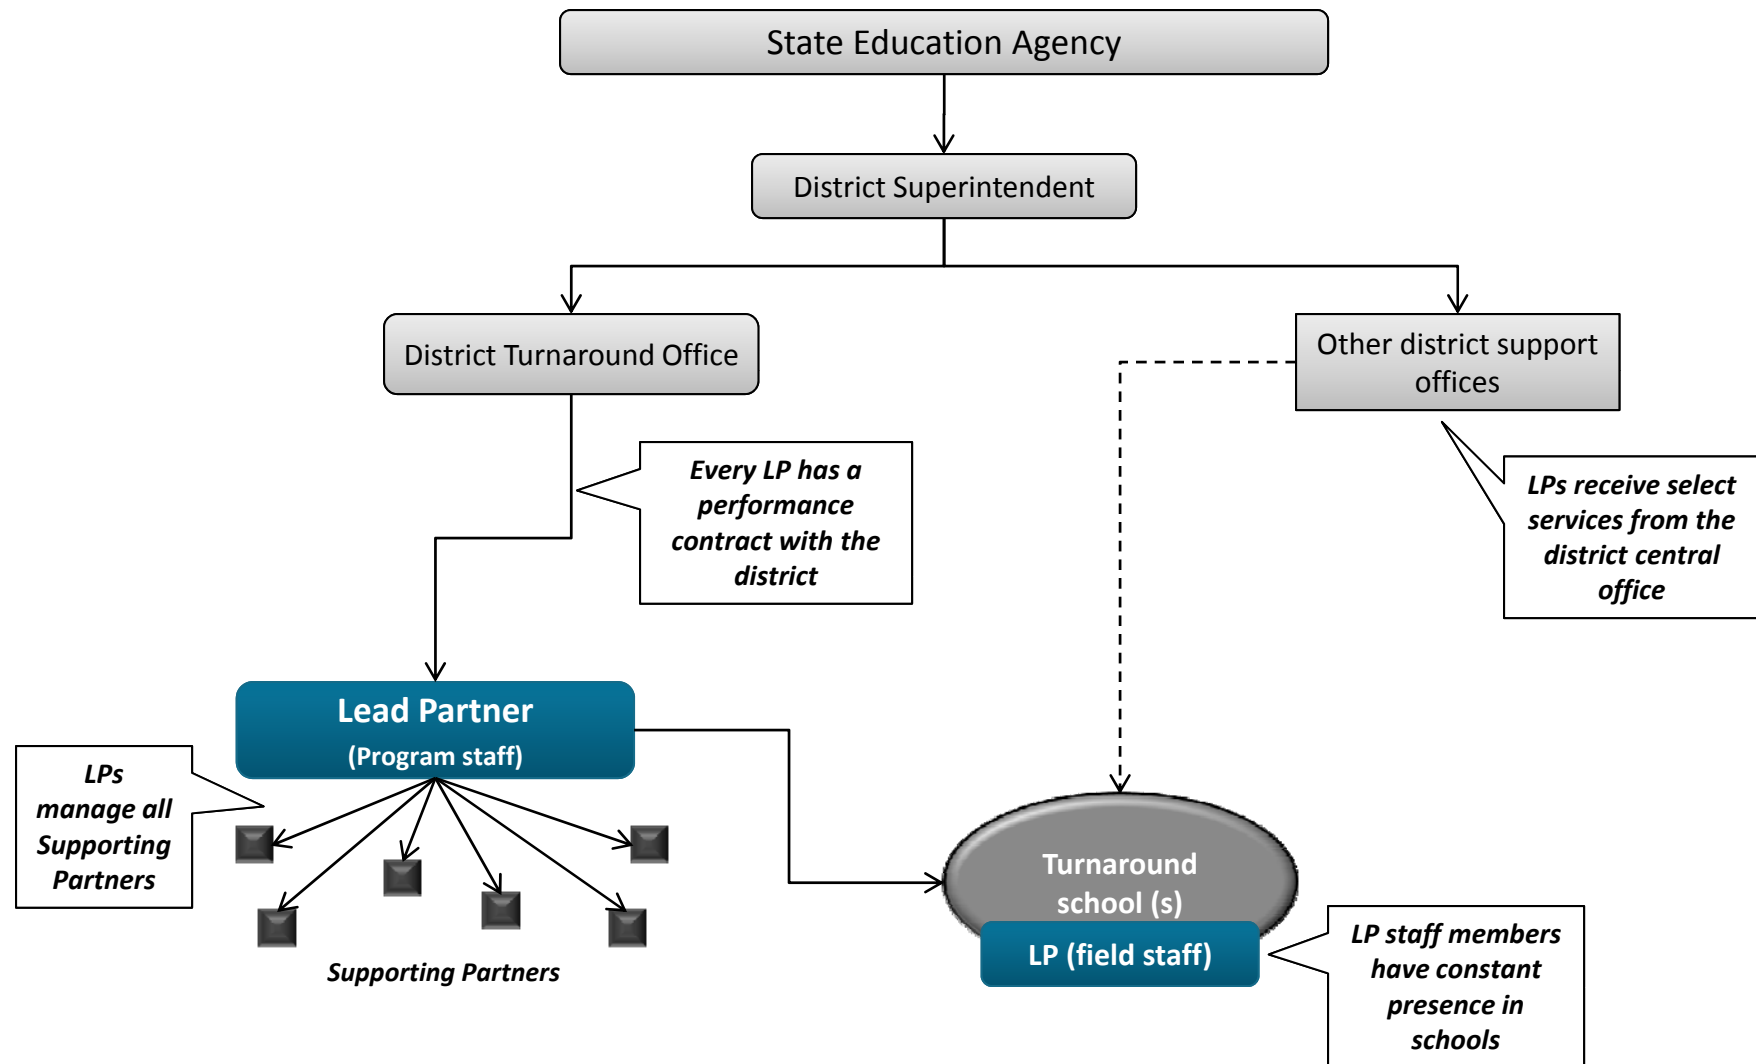 State Education Agency
District Superintendent
District Turnaround Office
Other district support
offices
Every LP has a
performance
contract with the
district
LPs receive select
services from the
district central
office
Lead Partner
(Program staff)
LPs
manage all
Supporting
Partners
Supporting Partners
Turnaround
school (s)
LP (field staff)
LP staff members
have constant
presence in
schools